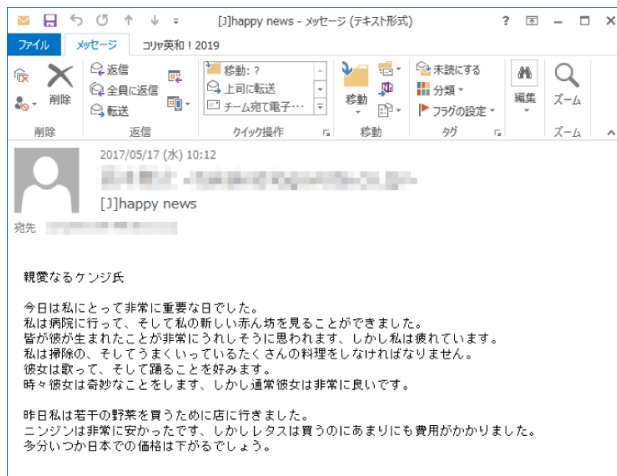 [J]happy news - メッセージ (テキスト形式)
ファイル メッセージ コリャ英和！2019
削除
返信
全員に返信
転送
移動: ?
上司に転送
チーム宛て電子…
移動
未読にする
分類
フラグの設定
編集
ズーム
削除 返信 クイック操作 移動 タグ ズーム
2017/05/17 (水) 10:12
[J]happy news
宛先
親愛なるケンジ氏
今日は私にとって非常に重要な日でした。
私は病院に行って、そして私の新しい赤ん坊を見ることができました。
皆が彼が生まれたことが非常にうれしそうに思われます、しかし私は疲れています。
私は掃除の、そしてうまくいっているたくさんの料理をしなければなりません。
彼女は歌って、そして踊ることを好みます。
時々彼女は奇妙なことをします、しかし通常彼女は非常に良いです。
昨日私は若干の野菜を買うために店に行きました。
ニンジンは非常に安かったです、しかしレタスは買うのにあまりにも費用がかかりました。
多分いつか日本での価格は下がるでしょう。